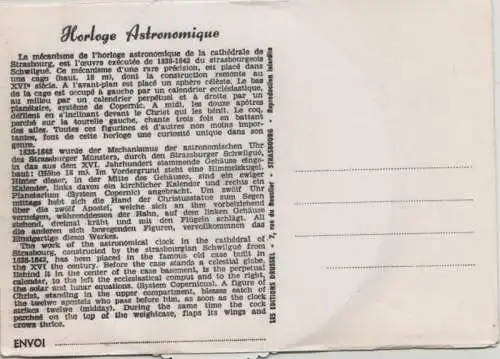 Horloge Astronomique
Le mécanisme de l'horloge astronomique de la cathédrale de
Strasbourg, est l'œuvre exécutée de 1838-1842 du strasbourgeois
Schwilgué. Ce mécanisme d'une rare précision, est placé dans
une cage (haut. 18 m), dont la construction remonte au
XVIe siècle. A l'avant-plan est placé un sphère céleste. Le bas
de la cage est occupé à gauche par un calendrier ecclésiastique,
au milieu par un calendrier perpétuel et à droite par un
planétaire, système de Copernic. A midi, les douze apôtres
défilent en s'inclinant devant le Christ qui les bénit. Le coq,
perché sur la tourelle gauche, chante trois fois en battant
des ailes. Toutes ces figurines et d'autres non moins impor-
tantes, font de cette horloge une curiosité unique dans son
genre.
1838-1842 wurde der Mechanismus der astronomischen Uhr
des Strasburger Münsters, durch den Strasburger Schwilgué,
in das aus dem XVI. Jahrhundert stammende Gehäuse einge-
baut: (Höhe 18 m). Im Vordergrund steht eine Himmelskugel.
Hinter dieser, in der Mitte des Gehäuses, sind ein ewiger
Kalender, links davon ein kirchlicher Kalender und rechts ein
Planetarium (System Copernic) angebracht. Um zwölf Uhr
mittags hebt sich die Hand der Christusstatue zum Segen
über die zwölf Apostel, welche sich an ihm vorbeiziehend
verneigen, währenddessen der Hahn, auf dem linken Gehäuse
stehend, dreimal kräht und mit den Flügeln schlägt. All
die anderen sich bewegenden Figuren, vervollkommnen das
Einzigartige dieses Werkes.
The work of the astronomical clock in the cathedral of
Strasbourg, constructed by the strasbourgian Schwilgué from
1838-1842, has been placed in the famous old case built in
the XVI the century. Before the case stands a celestial globe.
Behind it in the center of the case basement, is the perpetual
calendar, to the left the ecclesiastical comput and to the right,
the solar and lunar equations. (System Copernicus). A figure of
Christ, standing in the upper compartment, blesses each of
the twelve apostels who pass before him, as soon as the clock
strikes twelve (midday). During the same time the cock
perched on the top of the weightcase, flaps its wings and
crows thrice.
ENVOI
LES EDITIONS DRUSSEL - 7, rue du Bouvier - STRASBOURG - Reproduction interdite